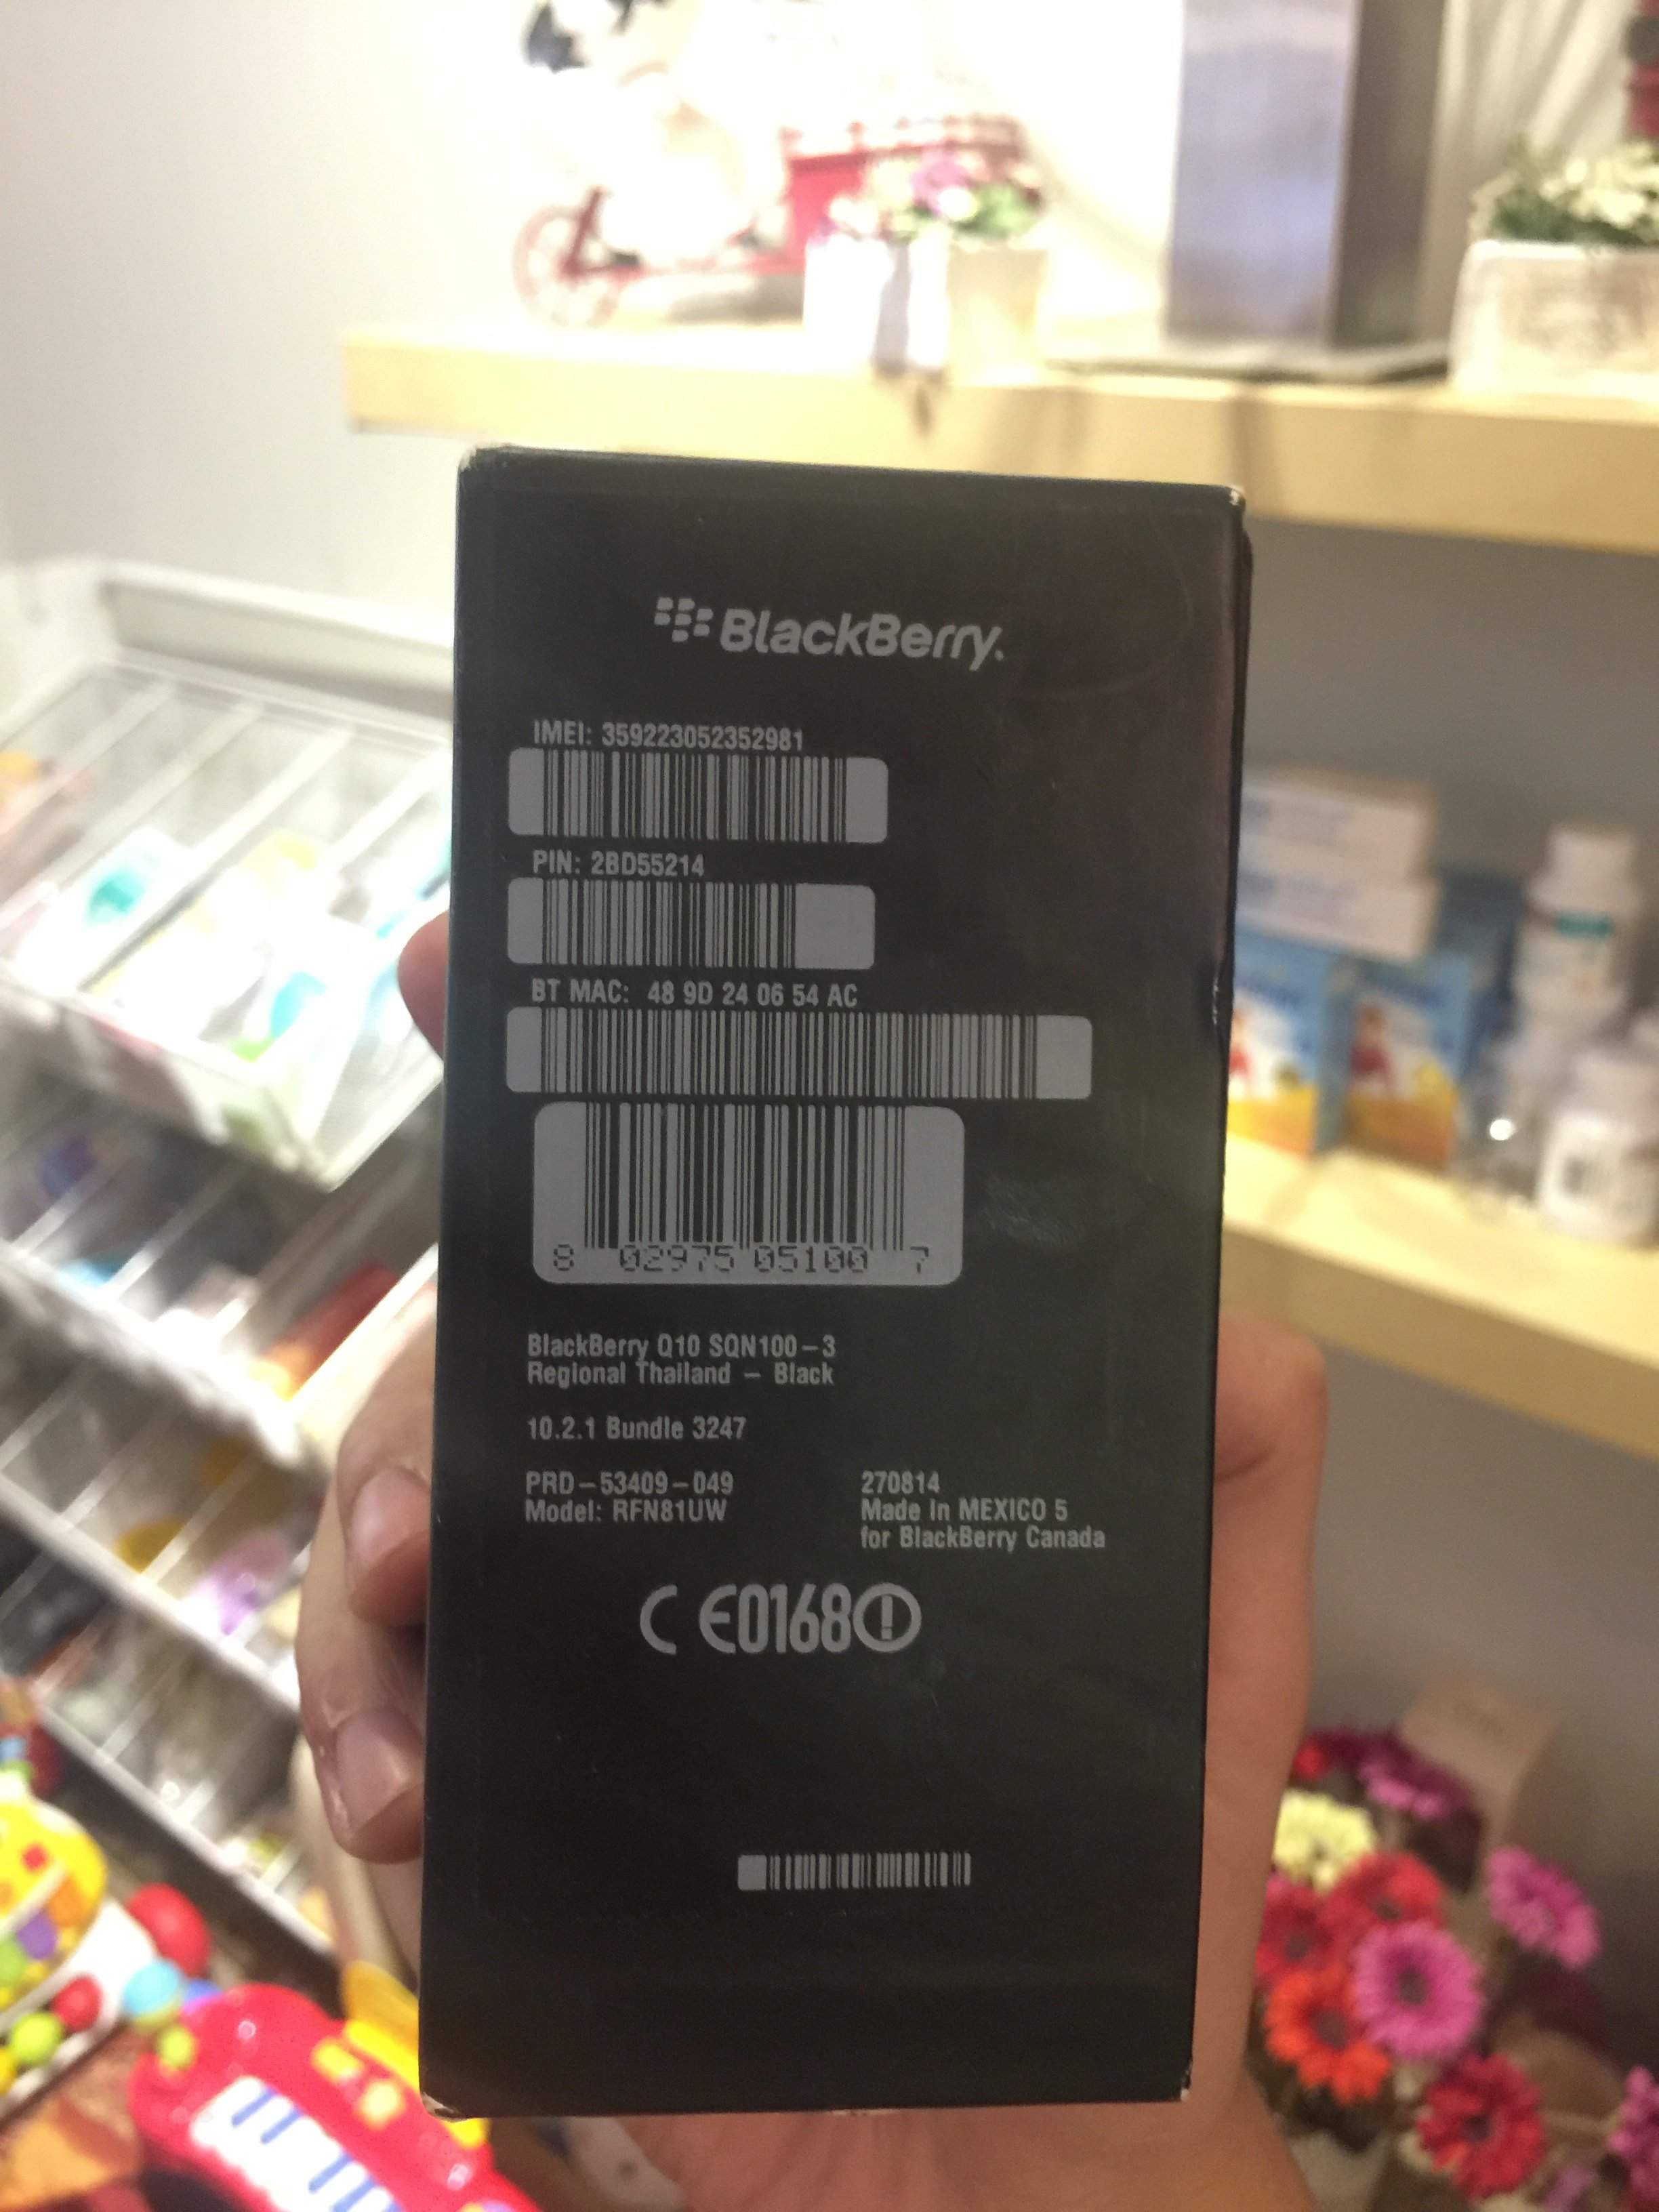 BlackBerry.
IMEI: 359223052352981
PIN: 2BD55214
BT MAC: 48 9D 24 06 54 AC
8 02975 05100 7
BlackBerry Q10 SQN100-3
Regional Thailand - Black
10.2.1 Bundle 3247
PRD-53409-049
Model: RFN81UW
270814
Made in MEXICO 5
for BlackBerry Canada
CE0168